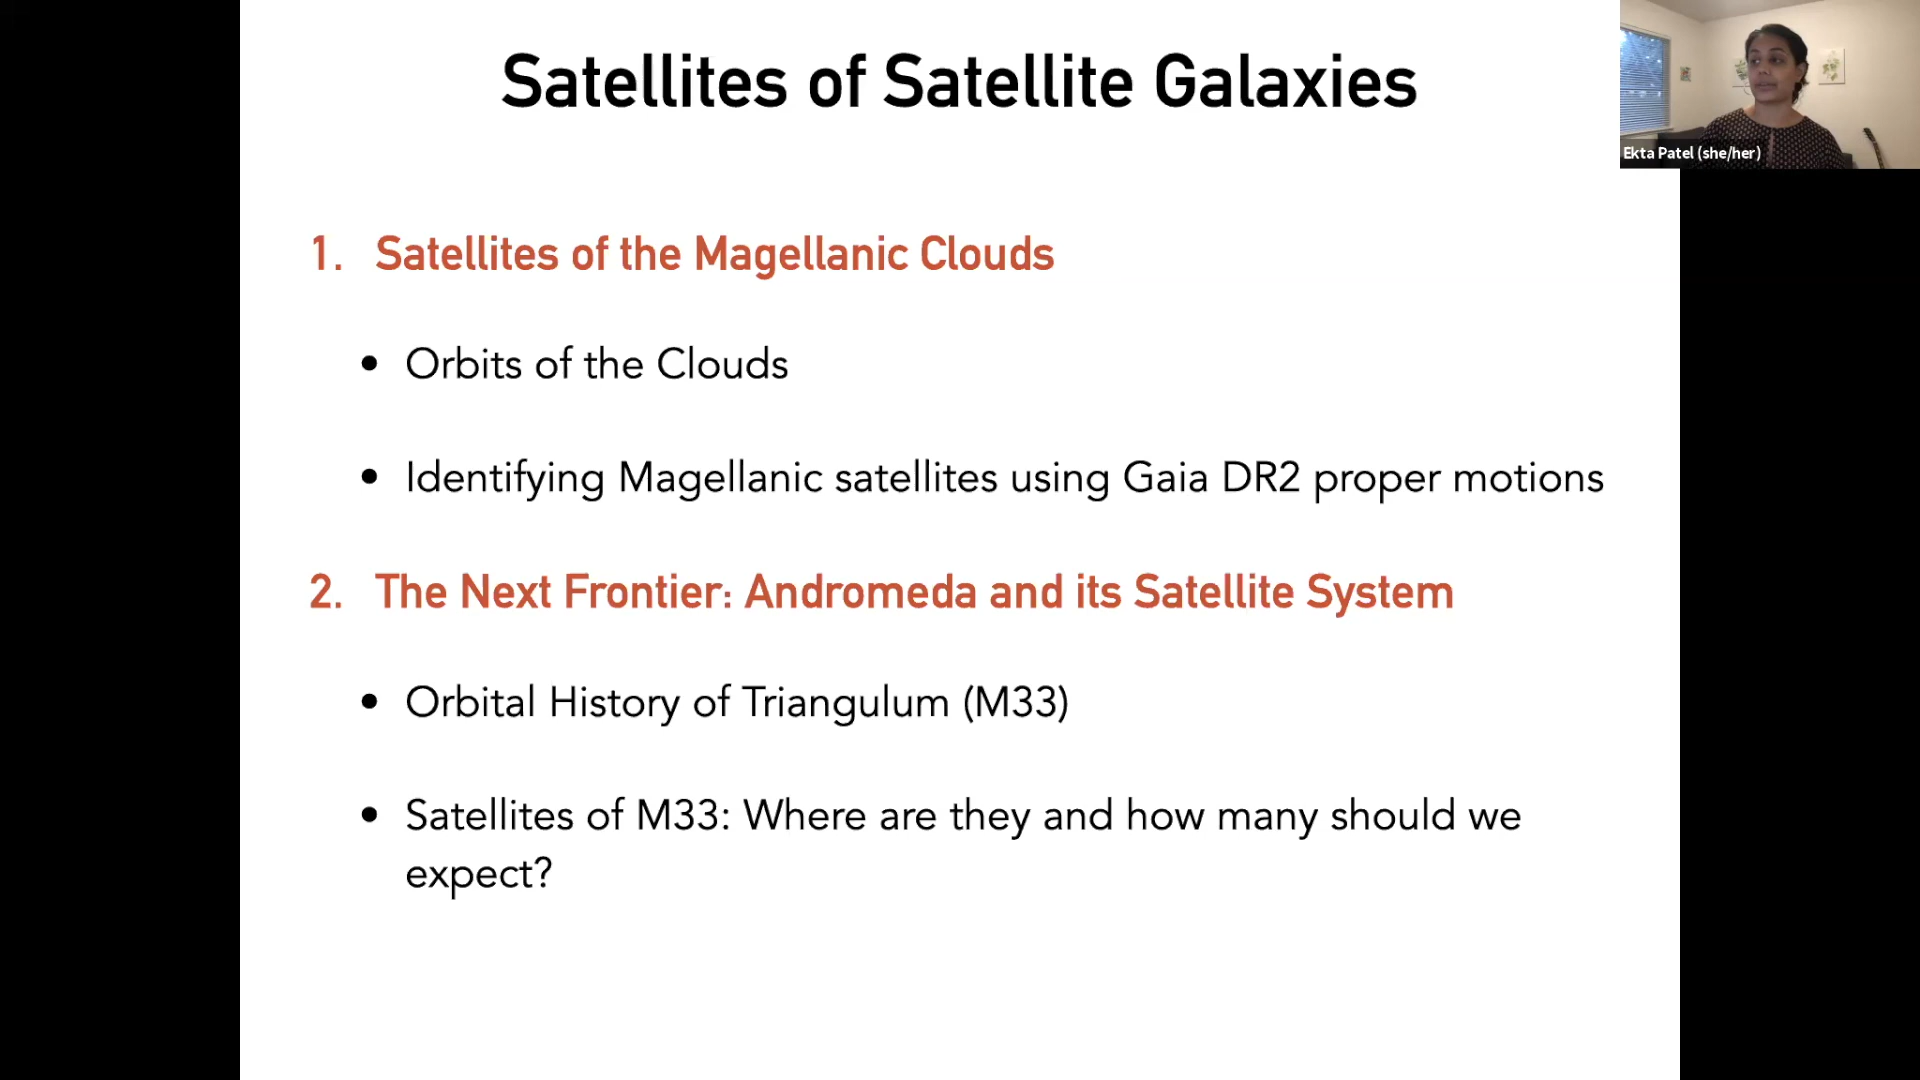 Satellites of Satellite Galaxies
Ekta Patel (she/her)
1. Satellites of the Magellanic Clouds
• Orbits of the Clouds
• Identifying Magellanic satellites using Gaia DR2 proper motions
2. The Next Frontier: Andromeda and its Satellite System
• Orbital History of Triangulum (M33)
• Satellites of M33: Where are they and how many should we
expect?